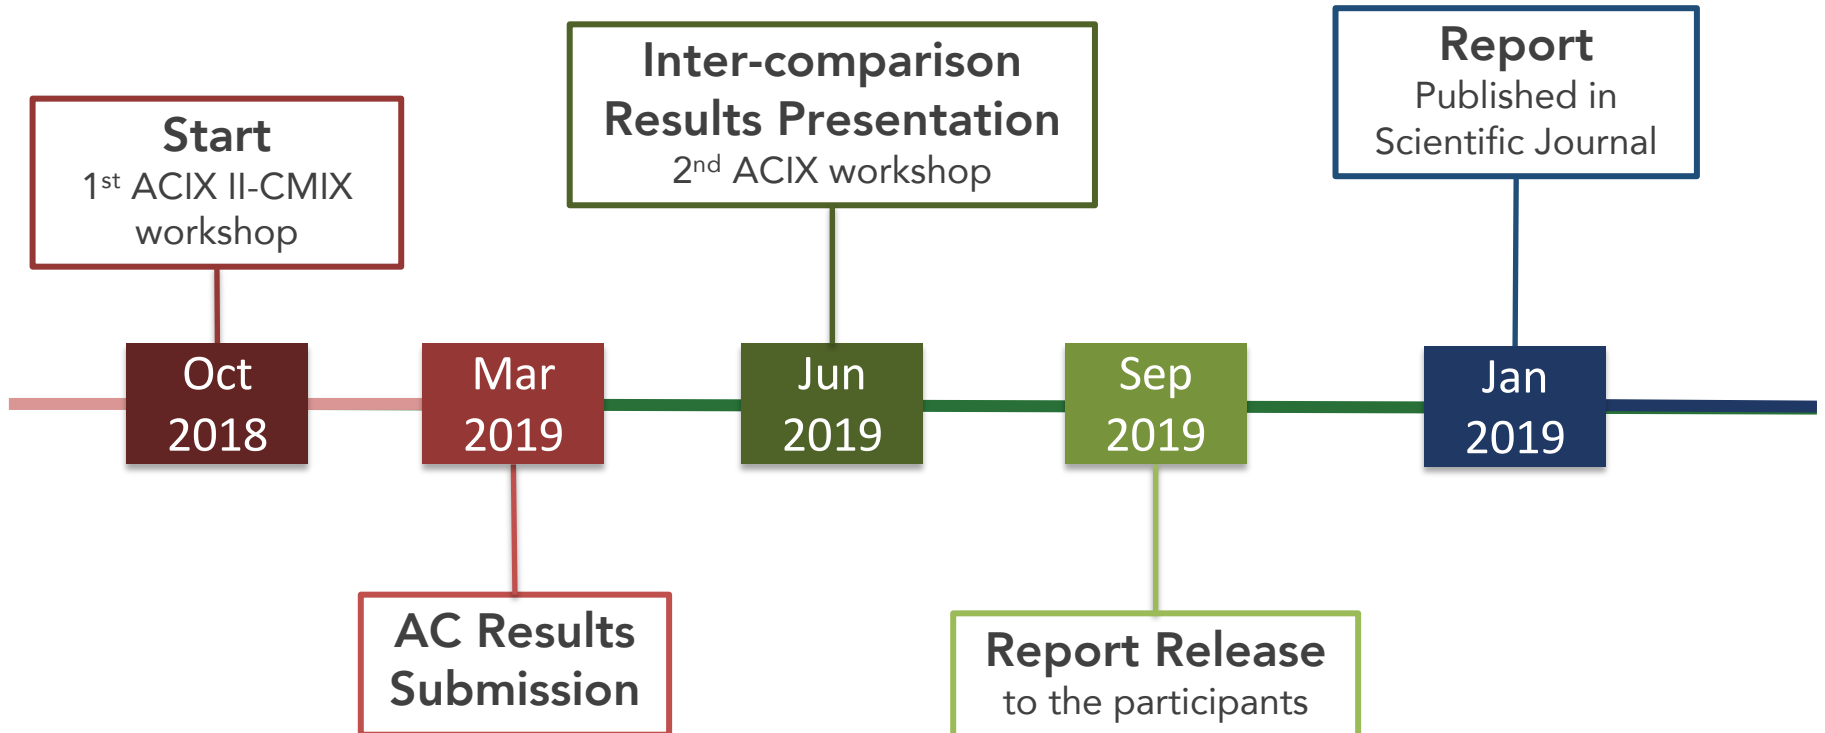 Start
1st ACIX II-CMIX
workshop
Inter-comparison
Results Presentation
2nd ACIX workshop
Report
Published in
Scientific Journal
Oct
2018
Mar
2019
Jun
2019
Sep
2019
Jan
2019
AC Results
Submission
Report Release
to the participants